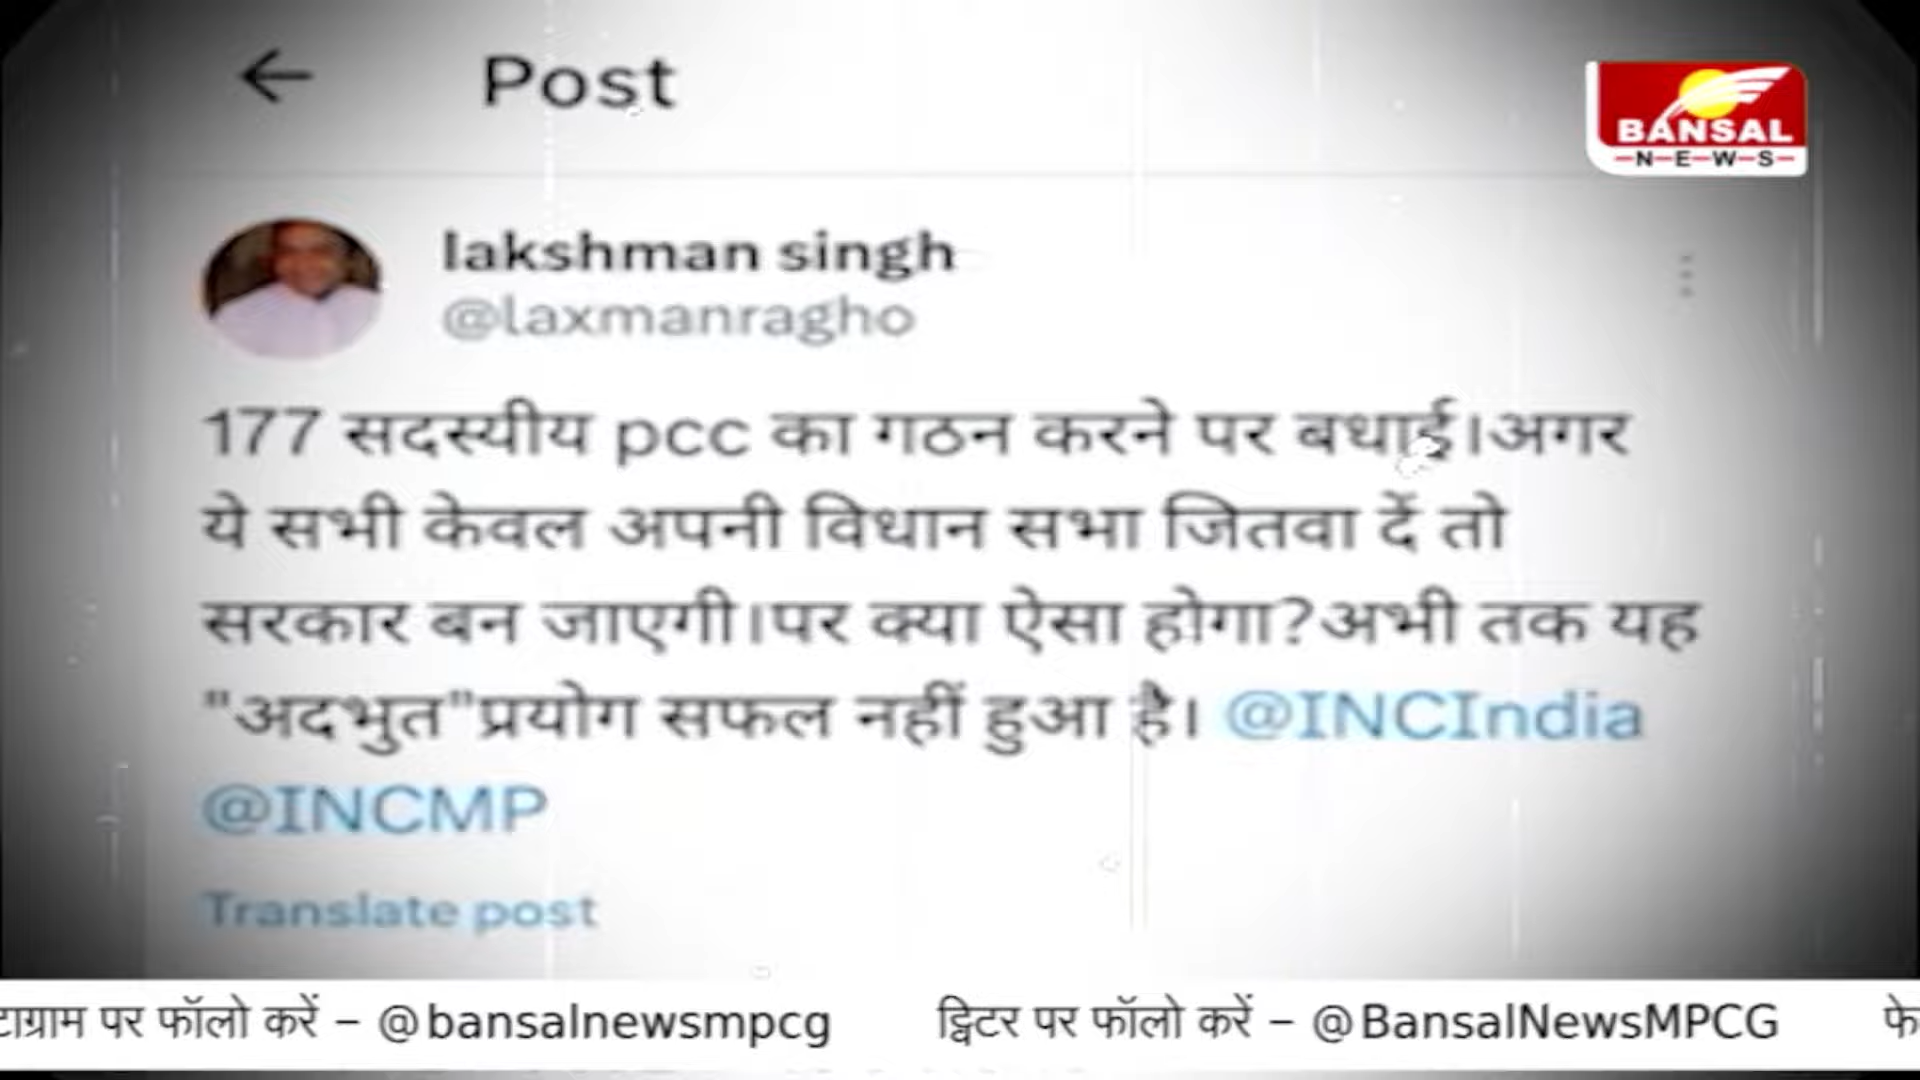 ← Post
BANSAL
NEWS
lakshman singh
@laxmanragho
177 सदस्यीय pcc का गठन करने पर बधाई।अगर
ये सभी केवल अपनी विधान सभा जितवा दें तो
सरकार बन जाएगी।पर क्या ऐसा होगा?अभी तक यह
"अदभुत"प्रयोग सफल नहीं हुआ है। @INCIndia
@INCMP
Translate post
टाग्राम पर फॉलो करें – @bansalnewsmpcg ट्विटर पर फॉलो करें – @BansalNewsMPCG फे